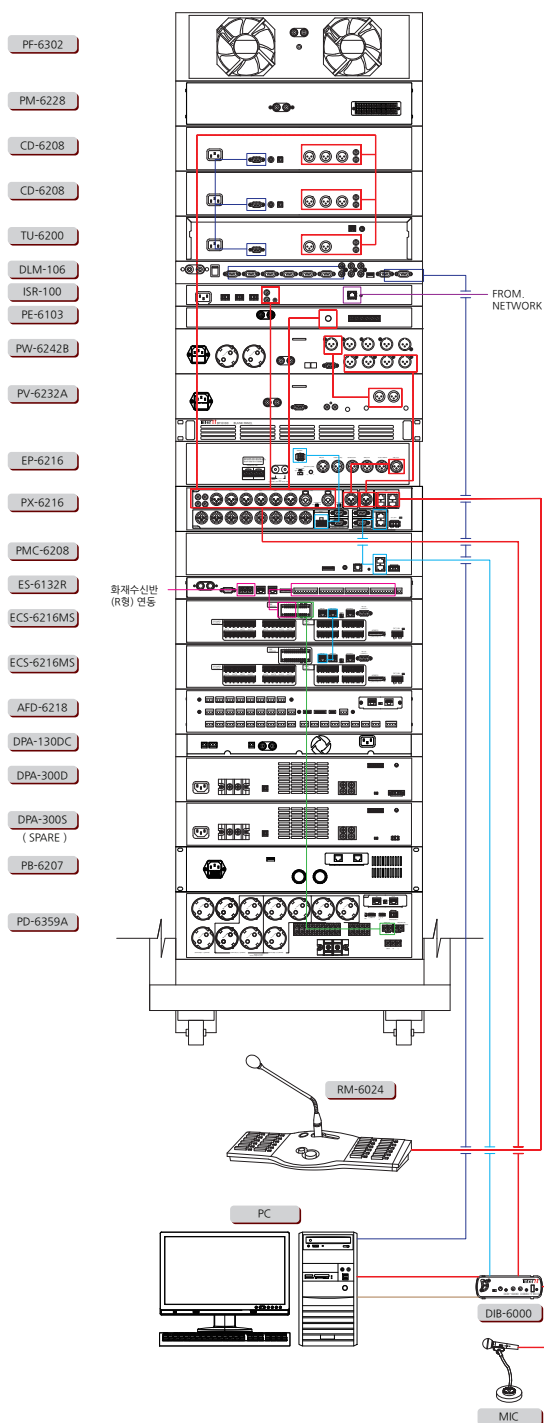 PF-6302
PM-6228
CD-6208
CD-6208
TU-6200
DLM-106
ISR-100
FROM.
NETWORK
PE-6103
PW-6242B
PV-6232A
EP-6216
PX-6216
PMC-6208
ES-6132R
화재수신반
(R형) 연동
ECS-6216MS
ECS-6216MS
AFD-6218
DPA-130DC
DPA-300D
DPA-300S
( SPARE )
PB-6207
PD-6359A
RM-6024
PC
DIB-6000
MIC